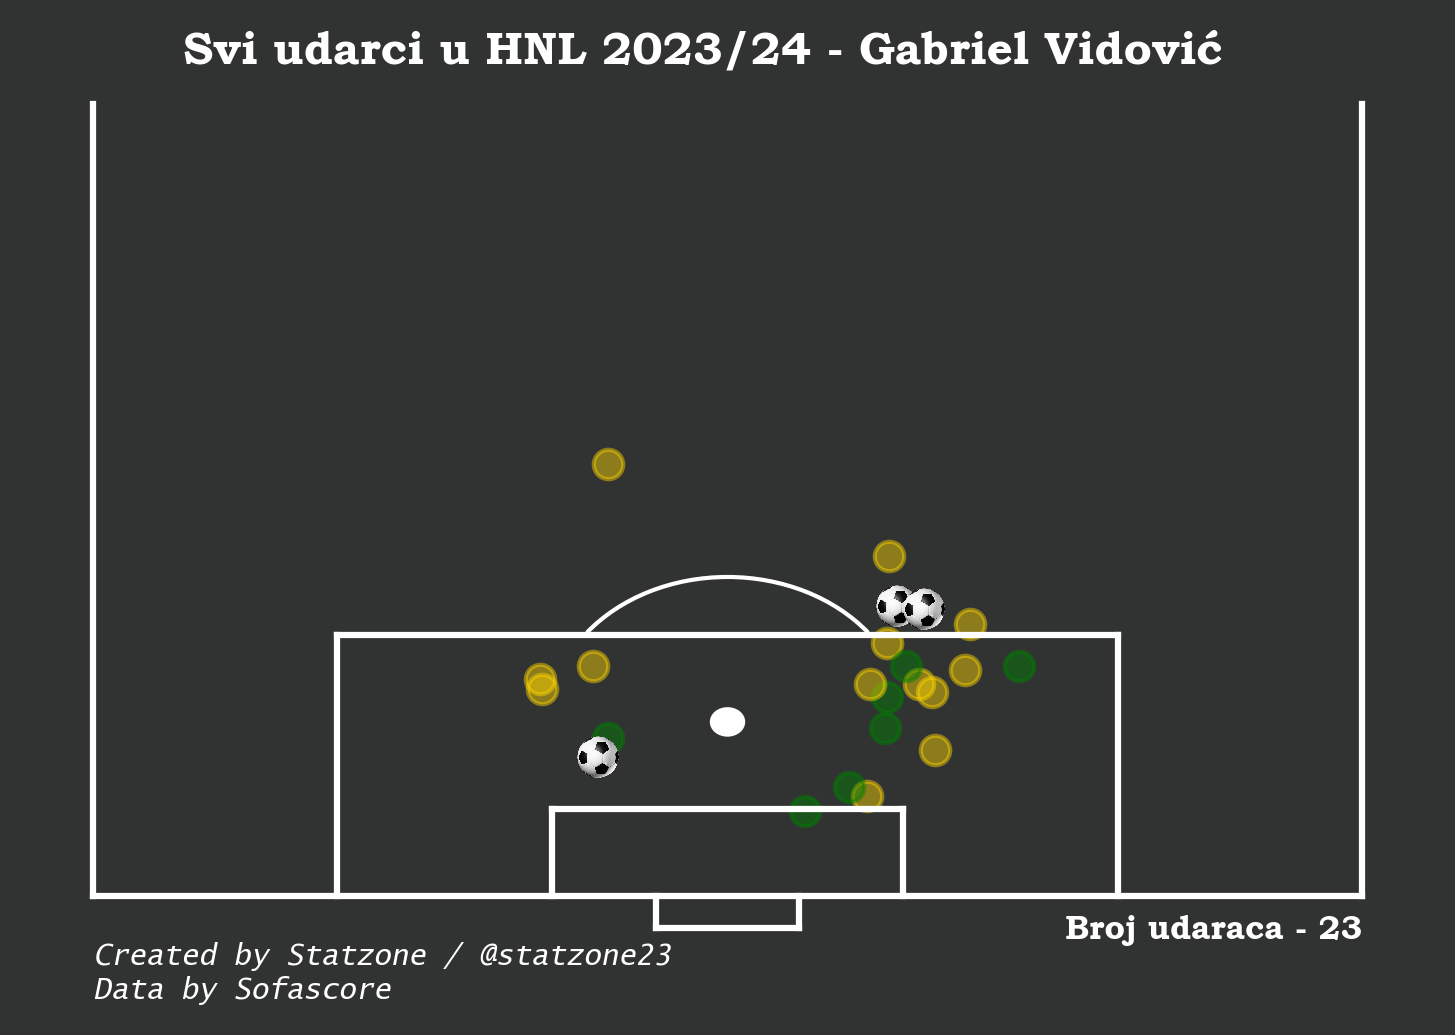 Svi udarci u HNL 2023/24 - Gabriel Vidović
Broj udaraca - 23
Created by Statzone / @statzone23
Data by Sofascore